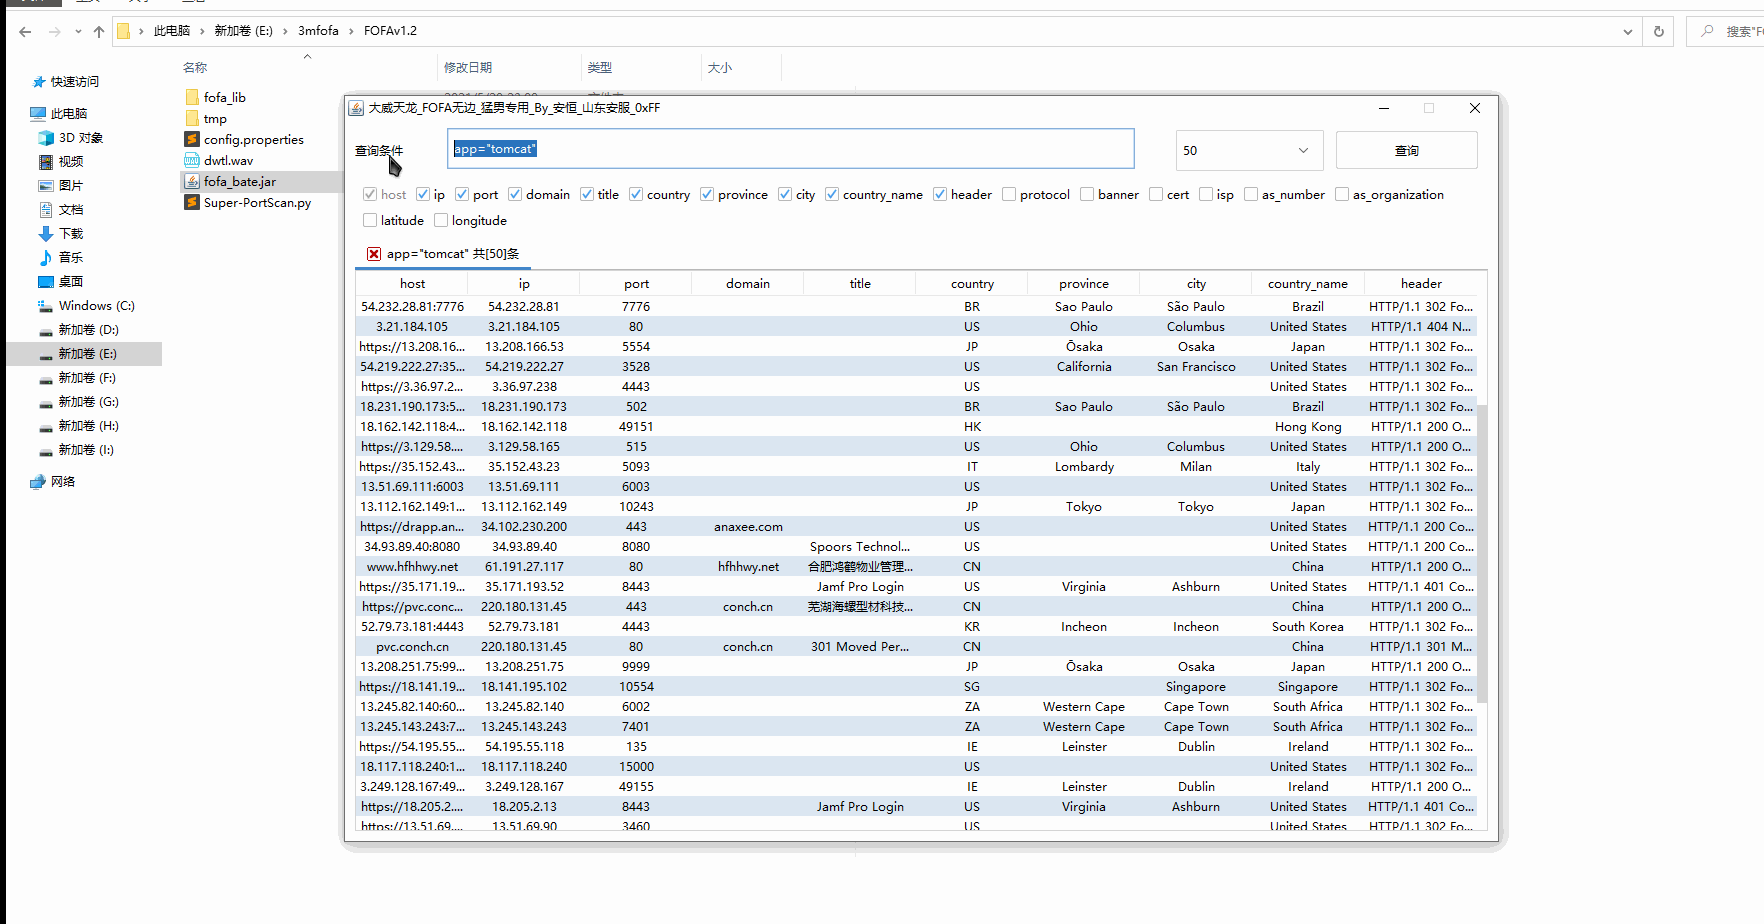 此电脑 › 新加卷 (E:) › 3mfofa › FOFAv1.2
名称 修改日期 类型 大小
快速访问
此电脑
3D 对象
视频
图片
文档
下载
音乐
桌面
Windows (C:)
新加卷 (D:)
新加卷 (E:)
新加卷 (F:)
新加卷 (G:)
新加卷 (H:)
新加卷 (I:)
网络
fofa_lib
tmp
config.properties
dwtl.wav
fofa_bate.jar
Super-PortScan.py
大威天龙_FOFA无边_猛男专用_By_安恒_山东安服_0xFF
查询条件 app="tomcat" 50 查询
host ip port domain title country province city country_name header protocol banner cert isp as_number as_organization
latitude longitude
app="tomcat" 共[50]条
host ip port domain title country province city country_name header
54.232.28.81:7776 54.232.28.81 7776 BR Sao Paulo São Paulo Brazil HTTP/1.1 302 Fo...
3.21.184.105 3.21.184.105 80 US Ohio Columbus United States HTTP/1.1 404 N...
https://13.208.16... 13.208.166.53 5554 JP Ōsaka Osaka Japan HTTP/1.1 302 Fo...
54.219.222.27:35... 54.219.222.27 3528 US California San Francisco United States HTTP/1.1 302 Fo...
https://3.36.97.2... 3.36.97.238 4443 US United States HTTP/1.1 302 Fo...
18.231.190.173:5... 18.231.190.173 502 BR Sao Paulo São Paulo Brazil HTTP/1.1 302 Fo...
18.162.142.118:4... 18.162.142.118 49151 HK Hong Kong HTTP/1.1 200 O...
https://3.129.58.... 3.129.58.165 515 US Ohio Columbus United States HTTP/1.1 200 O...
https://35.152.43... 35.152.43.23 5093 IT Lombardy Milan Italy HTTP/1.1 302 Fo...
13.51.69.111:6003 13.51.69.111 6003 US United States HTTP/1.1 302 Fo...
13.112.162.149:1... 13.112.162.149 10243 JP Tokyo Tokyo Japan HTTP/1.1 302 Fo...
https://drapp.an... 34.102.230.200 443 anaxee.com US United States HTTP/1.1 200 Co...
34.93.89.40:8080 34.93.89.40 8080 Spoors Technol... US United States HTTP/1.1 200 Co...
www.hfhhwy.net 61.191.27.117 80 hfhhwy.net 合肥鸿鹤物业管理... CN China HTTP/1.1 200 O...
https://35.171.19... 35.171.193.52 8443 Jamf Pro Login US Virginia Ashburn United States HTTP/1.1 401 Co...
https://pvc.conc... 220.180.131.45 443 conch.cn 芜湖海螺型材科技... CN China HTTP/1.1 200 O...
52.79.73.181:4443 52.79.73.181 4443 KR Incheon Incheon South Korea HTTP/1.1 302 Fo...
pvc.conch.cn 220.180.131.45 80 conch.cn 301 Moved Per... CN China HTTP/1.1 301 M...
13.208.251.75:99... 13.208.251.75 9999 JP Ōsaka Osaka Japan HTTP/1.1 200 O...
https://18.141.19... 18.141.195.102 10554 SG Singapore Singapore HTTP/1.1 302 Fo...
13.245.82.140:60... 13.245.82.140 6002 ZA Western Cape Cape Town South Africa HTTP/1.1 302 Fo...
13.245.143.243:7... 13.245.143.243 7401 ZA Western Cape Cape Town South Africa HTTP/1.1 302 Fo...
https://54.195.55... 54.195.55.118 135 IE Leinster Dublin Ireland HTTP/1.1 302 Fo...
18.117.118.240:1... 18.117.118.240 15000 US United States HTTP/1.1 302 Fo...
3.249.128.167:49... 3.249.128.167 49155 IE Leinster Dublin Ireland HTTP/1.1 200 O...
https://18.205.2.... 18.205.2.13 8443 Jamf Pro Login US Virginia Ashburn United States HTTP/1.1 401 Co...
https://13.51.69.... 13.51.69.90 3460 US United States HTTP/1.1 302 Fo...